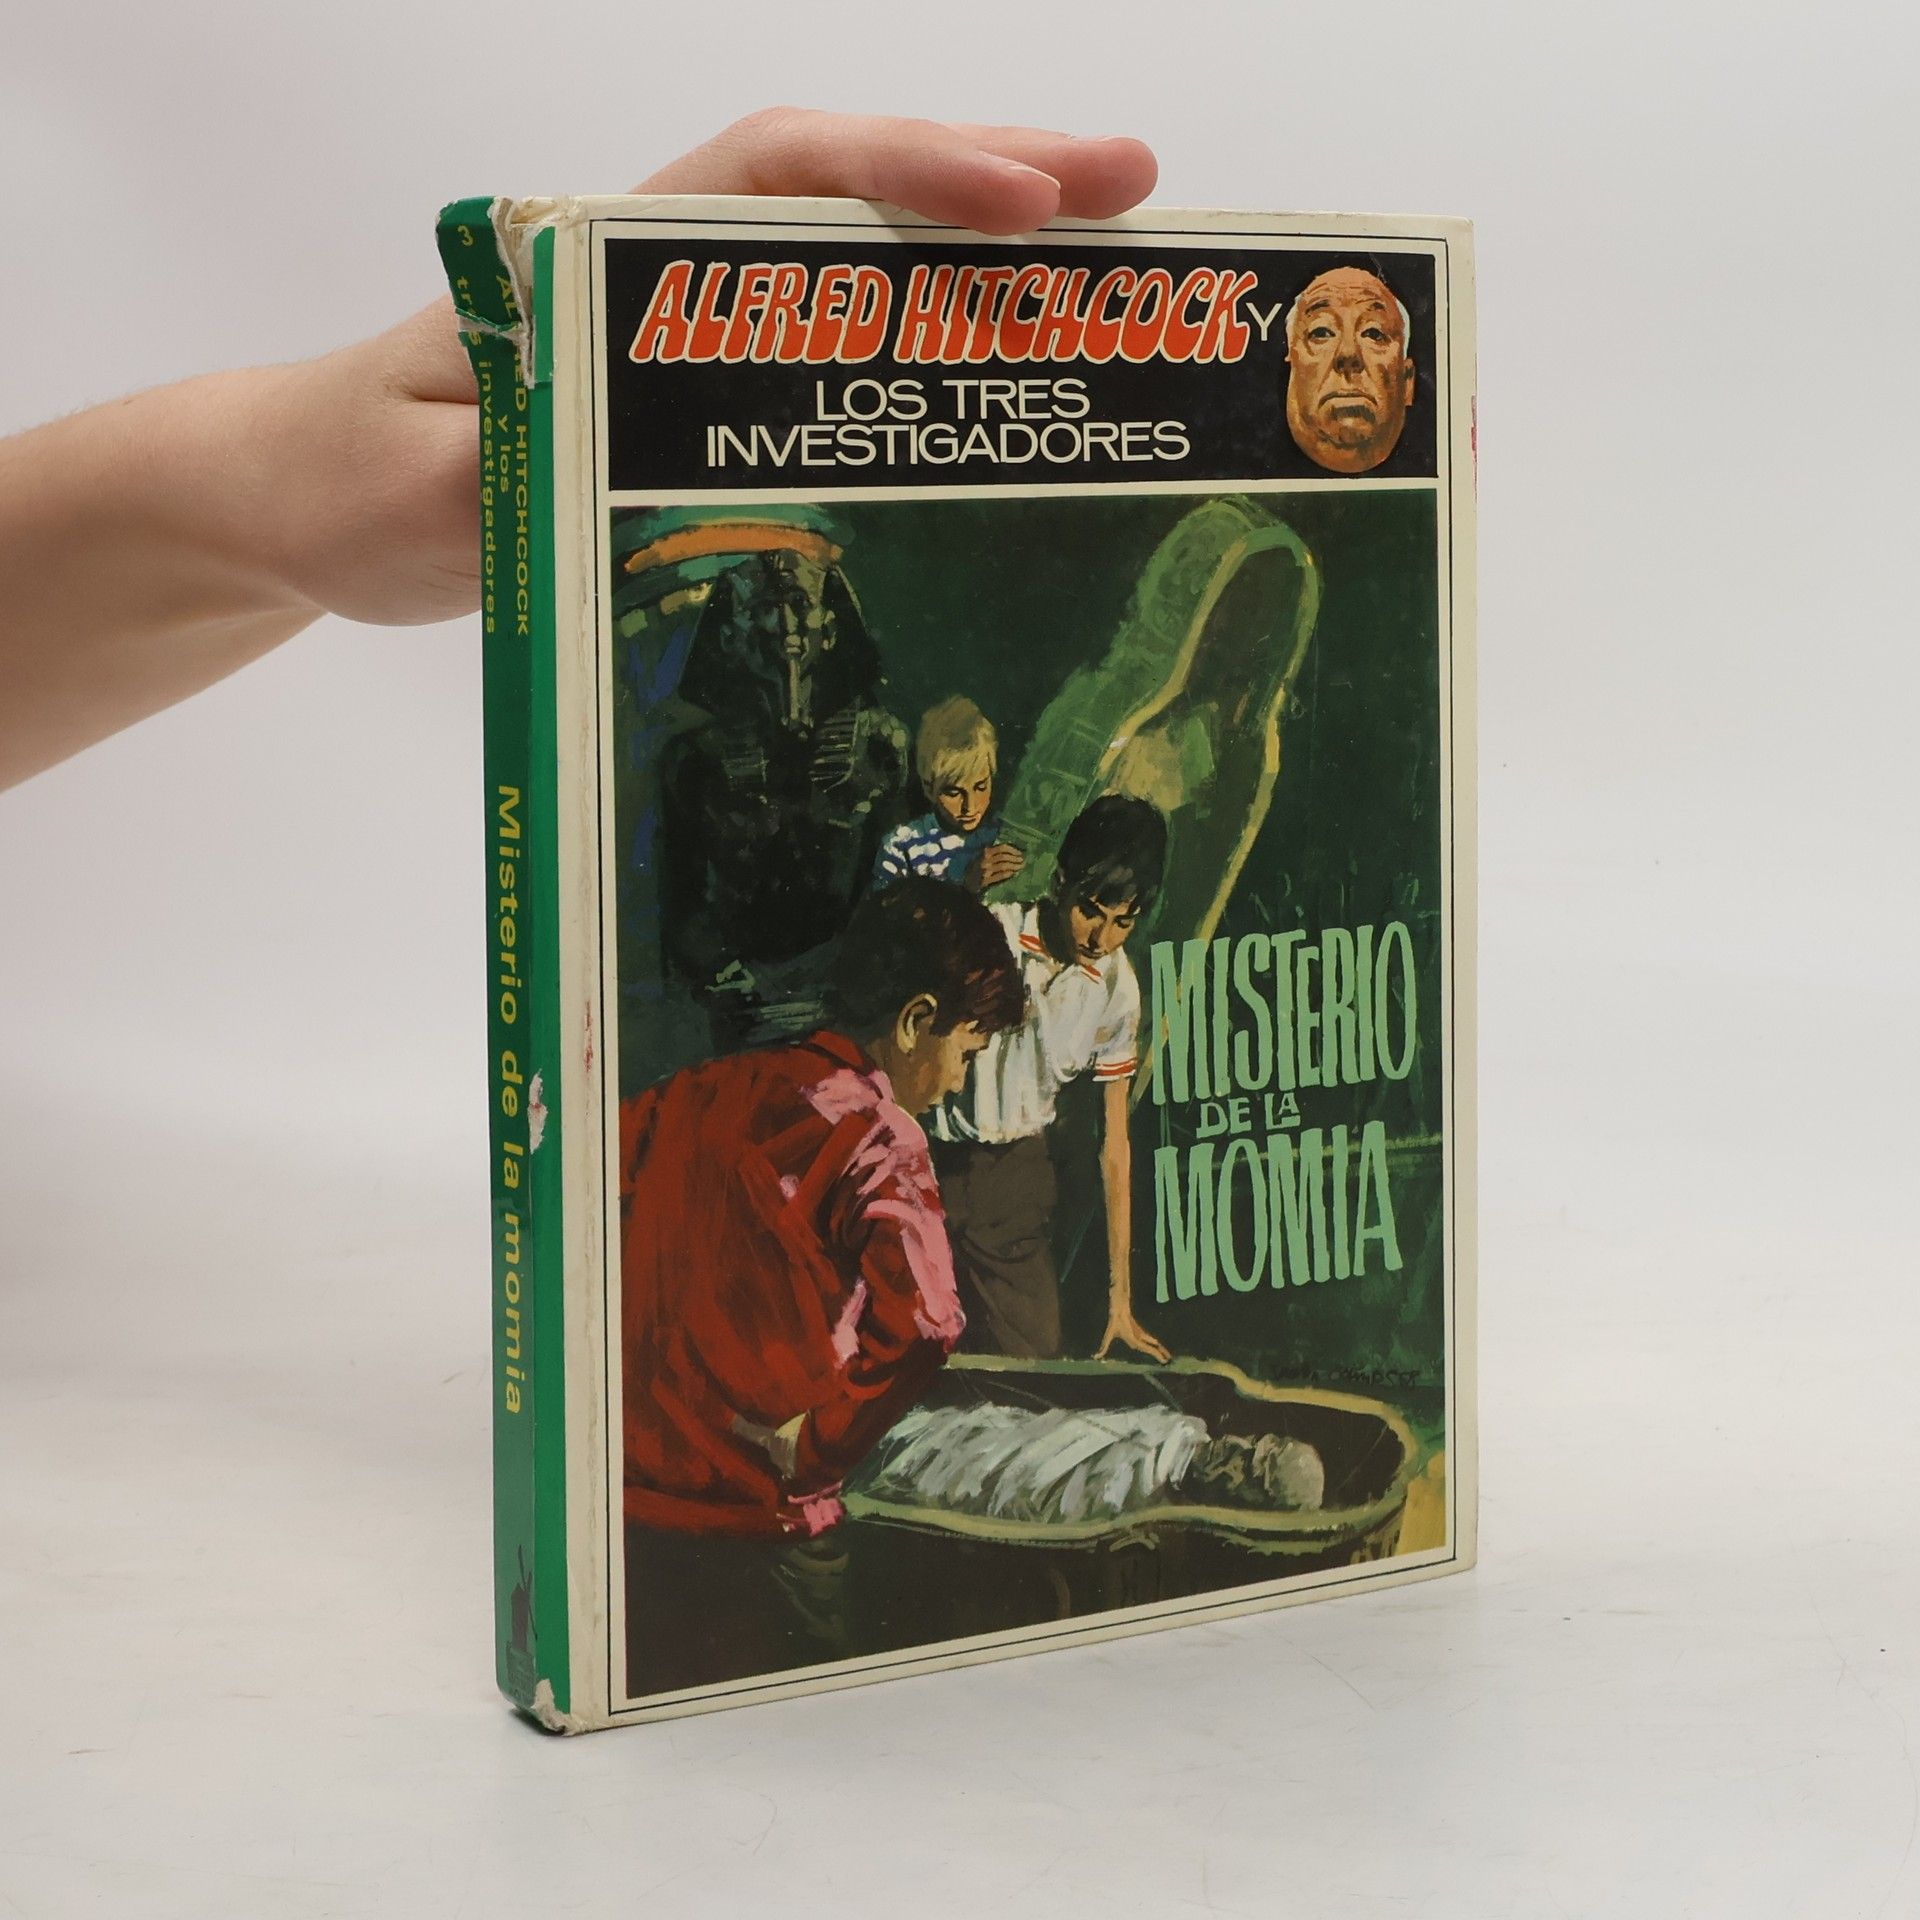 ALFRED HITCHCOCK Y
LOS TRES
INVESTIGADORES
MISTERIO
DE LA
MOMIA
3
ALFRED HITCHCOCK
y los
tres investigadores
Misterio de la momia